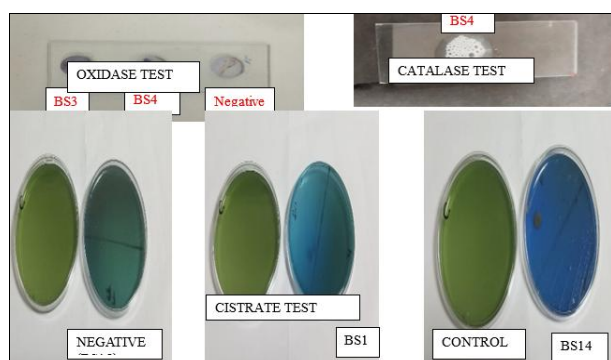 BS4
OXIDASE TEST
CATALASE TEST
BS3
BS4
Negative
CISTRATE TEST
NEGATIVE
BS1
CONTROL
BS14